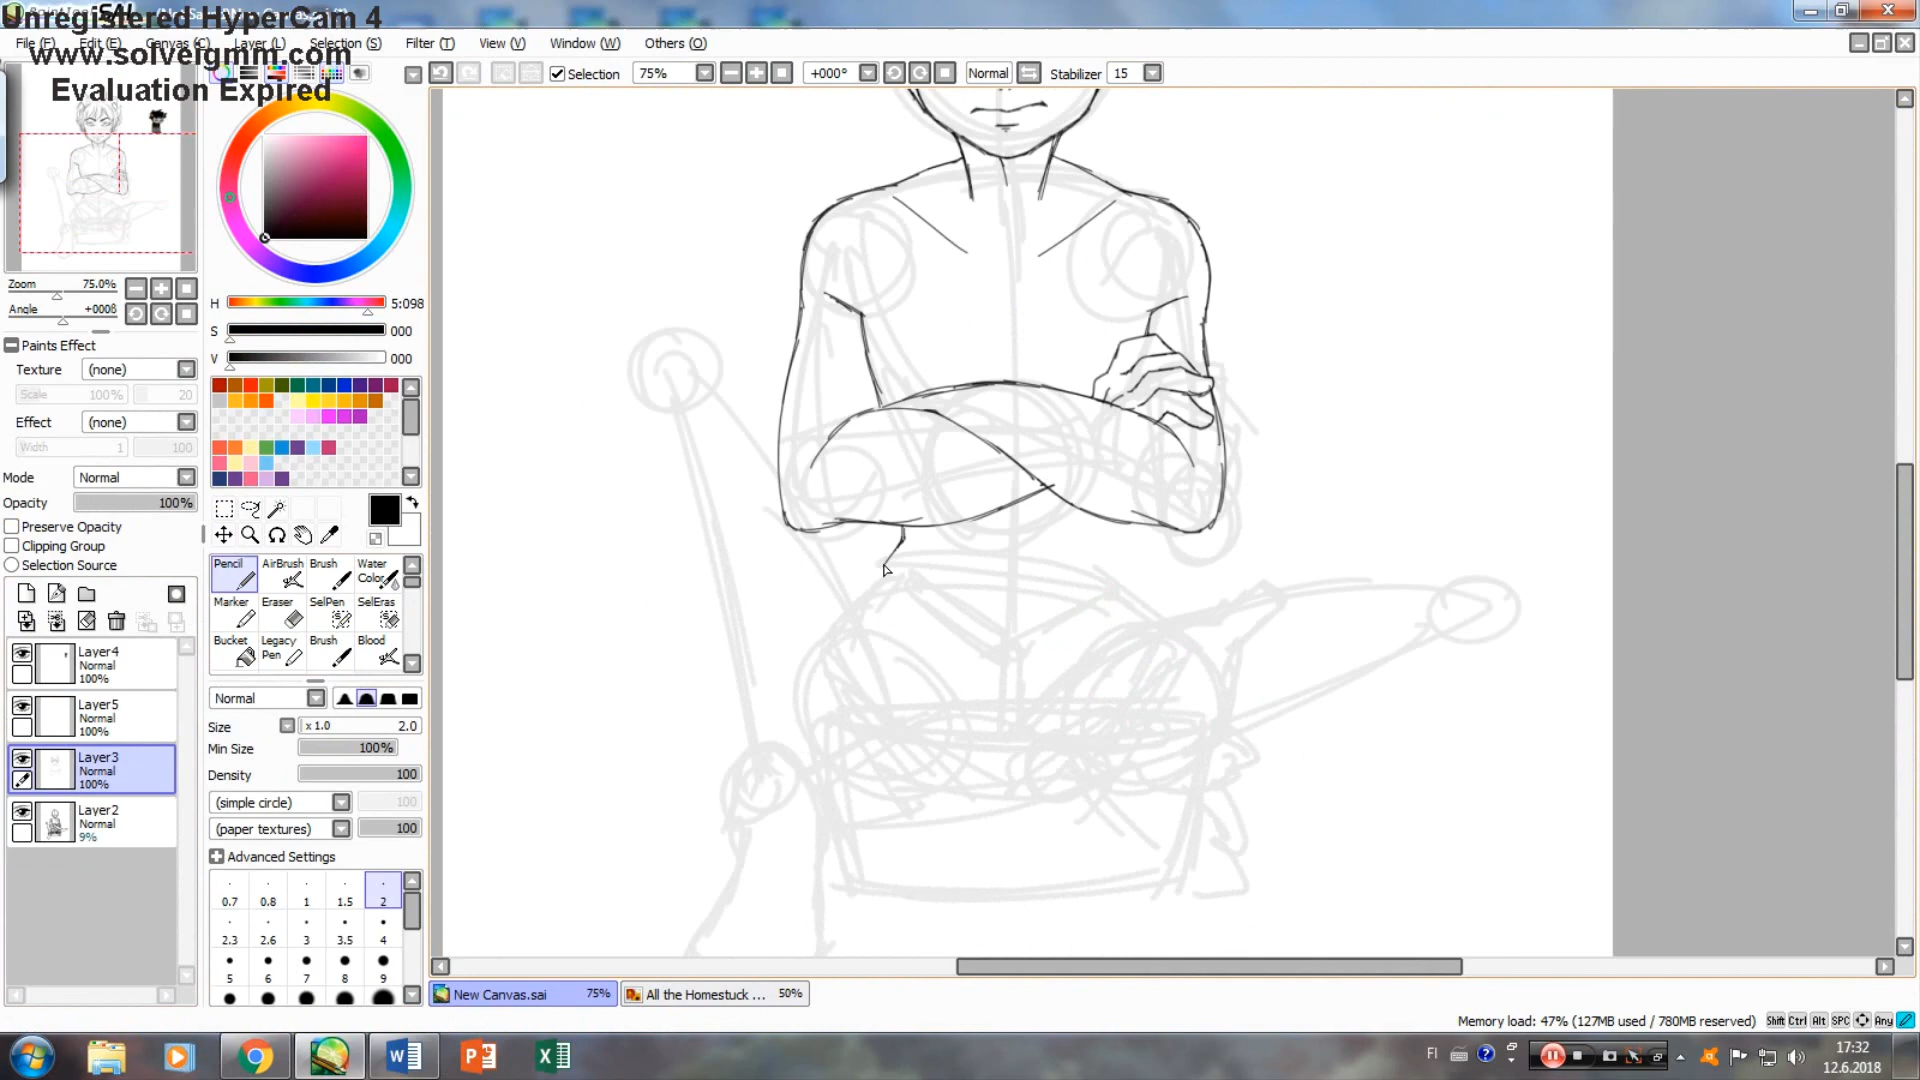 Unregistered HyperCam 4
www.solveigmm.com
Evaluation Expired
File (F) Edit (E) Canvas (C) Layer (L) Selection (S) Filter (T) View (V) Window (W) Others (O)
Selection 75% +000° Normal Stabilizer 15
Zoom 75.0%
Angle +000ß
Paints Effect
Texture (none)
Scale 100% 20
Effect (none)
Width 1 100
Mode Normal
Opacity 100%
Preserve Opacity
Clipping Group
Selection Source
Layer4
Normal
100%
Layer5
Normal
100%
Layer3
Normal
100%
Layer2
Normal
9%
H 5:098
S 000
V 000
Pencil AirBrush Brush Water Color
Marker Eraser SelPen SelEras
Bucket Legacy Pen Brush Blood
Normal
Size x 1.0 2.0
Min Size 100%
Density 100
(simple circle) 100
(paper textures) 100
Advanced Settings
0.7 0.8 1 1.5 2
2.3 2.6 3 3.5 4
5 6 7 8 9
New Canvas.sai 75% All the Homestuck ... 50%
Memory load: 47% (127MB used / 780MB reserved) Shift Ctrl Alt SPC Any
FI 17:32
12.6.2018